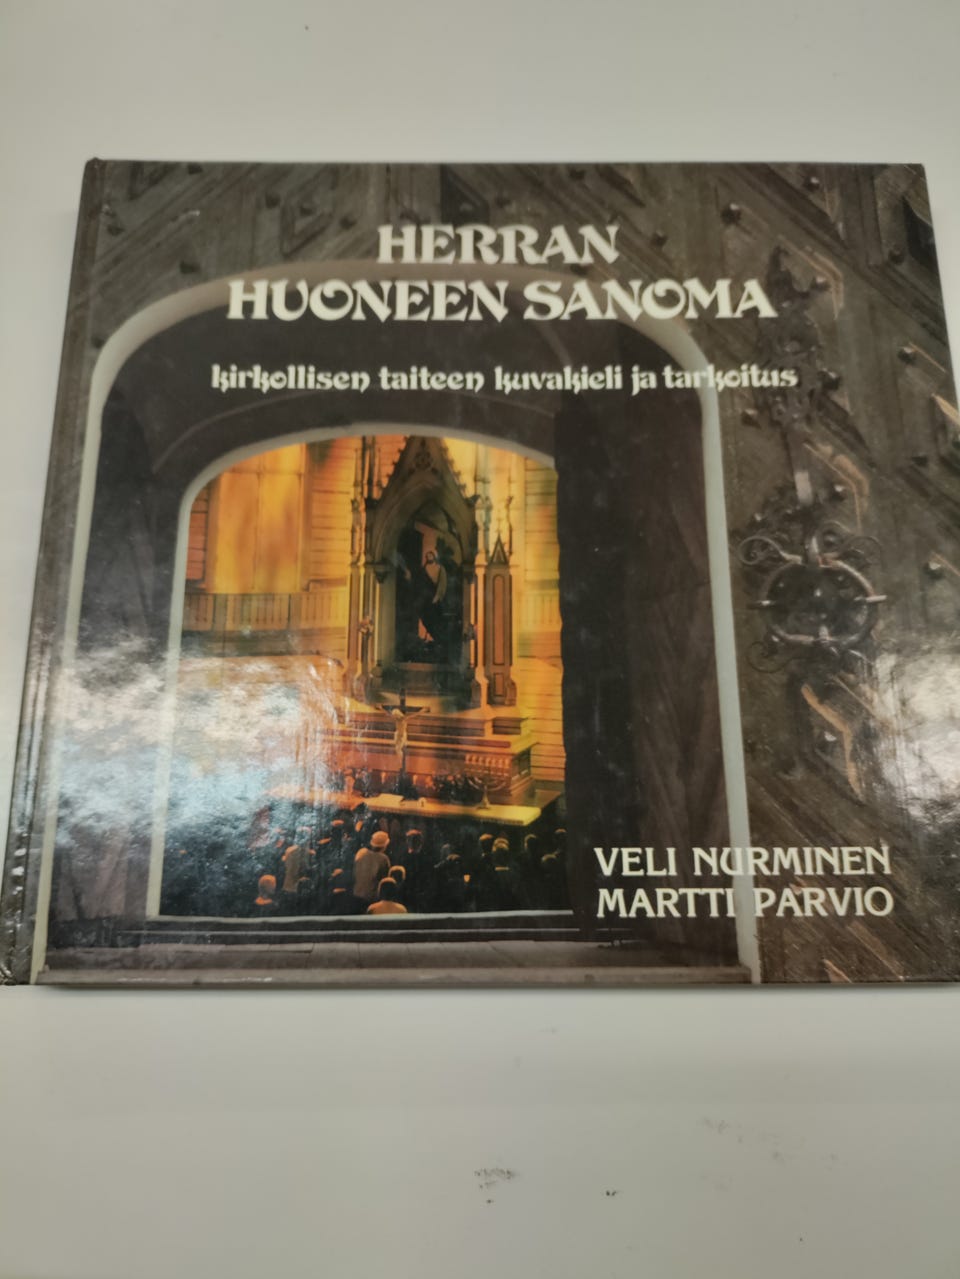 HERRAN
HUONEEN SANOMA
kirkollisen taiteen kuvakieli ja tarkoitus
VELI NURMINEN
MARTTI PARVIO